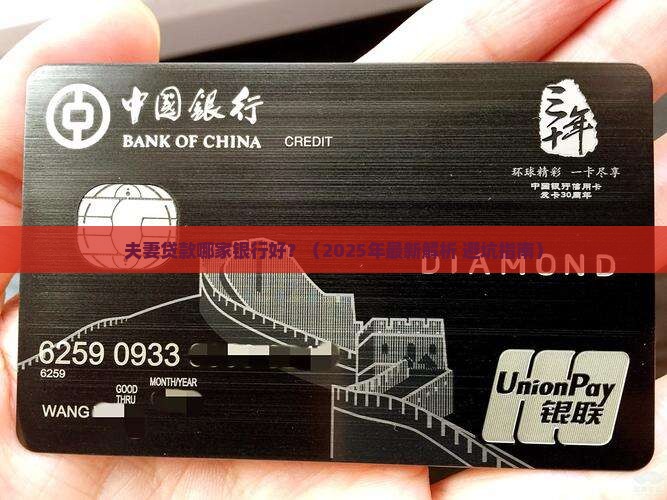 中國銀行
BANK OF CHINA
CREDIT
三十年
环球精彩 一卡尽享
中国银行信用卡
发卡30周年
夫妻贷款哪家银行好?(2025年最新解析 避坑指南)
DIAMOND
6259 0933
6259
GOOD
THRU
MONTH/YEAR
WANG
UnionPay
银联